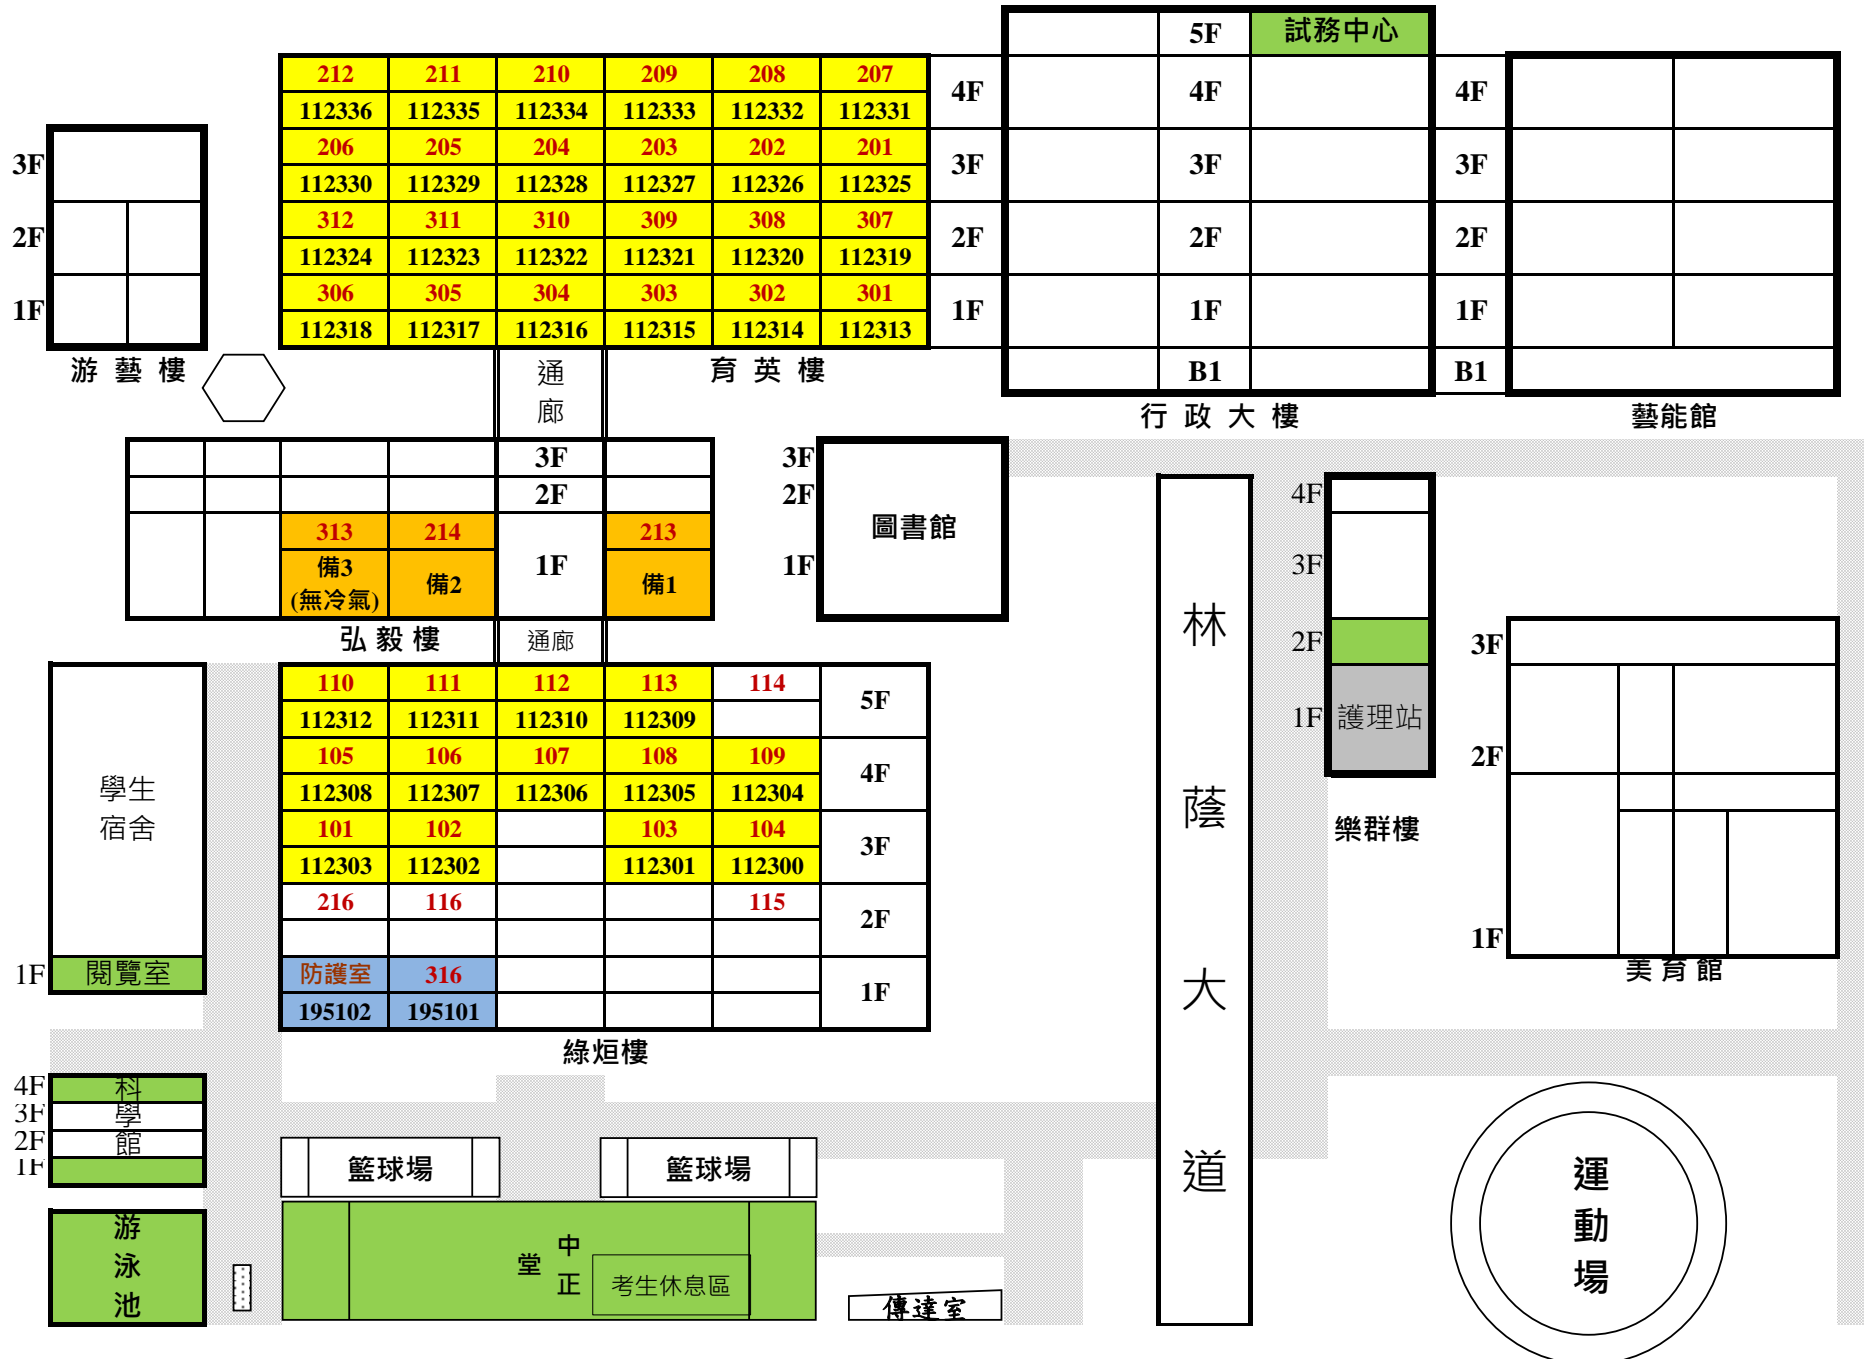 5F 試務中心
212 211 210 209 208 207
4F 4F 4F
112336 112335 112334 112333 112332 112331
206 205 204 203 202 201
3F 3F 3F 3F
112330 112329 112328 112327 112326 112325
312 311 310 309 308 307
2F 2F 2F 2F
112324 112323 112322 112321 112320 112319
306 305 304 303 302 301
1F 1F 1F 1F
112318 112317 112316 112315 112314 112313
游藝樓 通廊 育英樓 B1 B1
行政大樓 藝能館
3F 3F
2F 2F 4F
圖書館
313 214 213
1F 1F 3F
備3 備2 備1
(無冷氣)
弘毅樓 通廊 2F 3F
110 111 112 113 114
5F
112312 112311 112310 112309
1F 護理站
105 106 107 108 109
4F 2F
112308 112307 112306 112305 112304
學生
宿舍
101 102 103 104
3F 樂群樓
112303 112302 112301 112300
216 116 115
2F
1F
1F 閱覽室 防護室 316 美育館
1F
195102 195101
綠烜樓
林蔭大道
4F 科
3F 學
2F 館
1F
籃球場 籃球場
游泳池
中正堂
考生休息區
傳達室
運動場